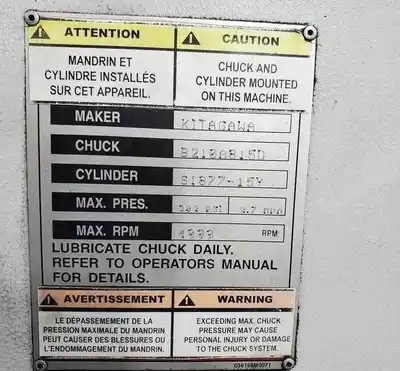 ATTENTION
CAUTION
MANDRIN ET
CYLINDRE INSTALLÉS
SUR CET APPAREIL.
CHUCK AND
CYLINDER MOUNTED
ON THIS MACHINE.
MAKER KITAGAWA
CHUCK
CYLINDER
MAX. PRES.
MAX. RPM RPM
LUBRICATE CHUCK DAILY.
REFER TO OPERATORS MANUAL
FOR DETAILS.
AVERTISSEMENT
WARNING
LE DÉPASSEMEMENT DE LA
PRESSION MAXIMALE DU MANDRIN
PEUT CAUSER DES BLESSURES OU
L'ENDOMMAGEMENT DU MANDRIN.
EXCEEDING MAX. CHUCK
PRESSURE MAY CAUSE
PERSONAL INJURY OR DAMAGE
TO THE CHUCK SYSTEM.